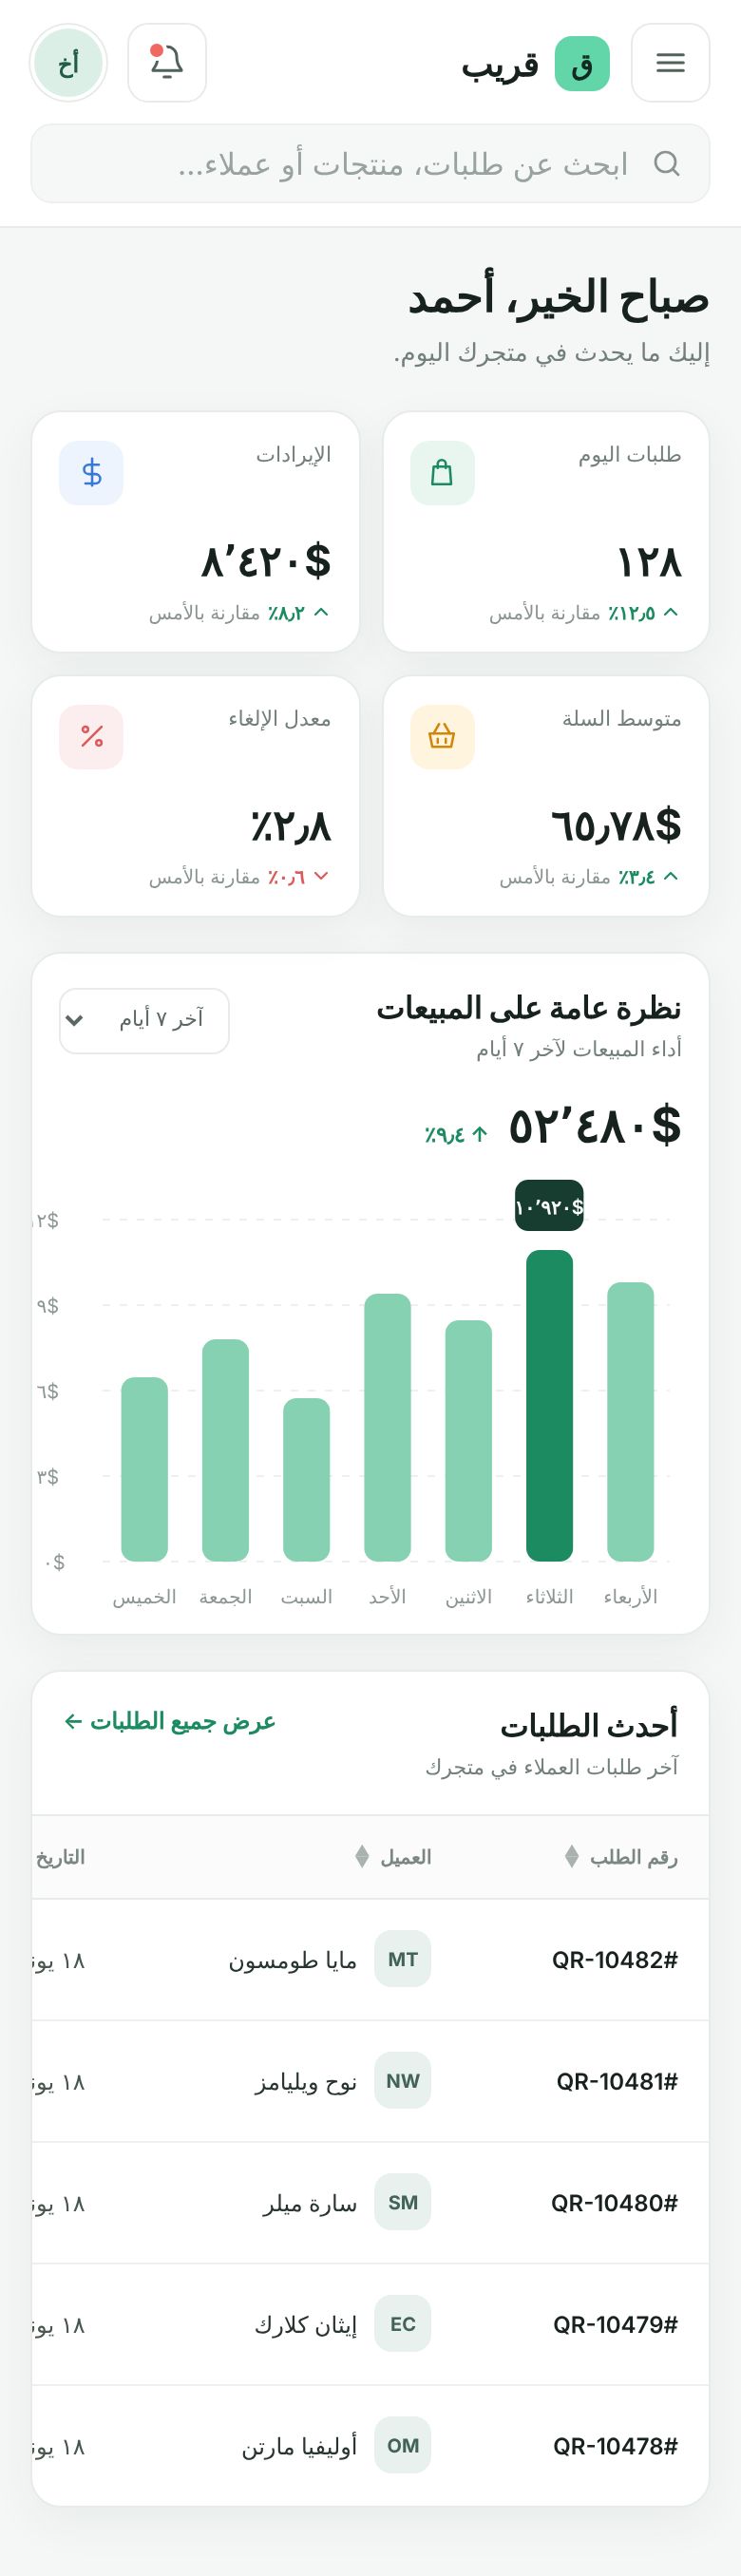 ق قريب
أخ
ابحث عن طلبات، منتجات أو عملاء...
صباح الخير، أحمد
إليك ما يحدث في متجرك اليوم.
طلبات اليوم
١٢٨
١٢٫٥٪ مقارنة بالأمس
الإيرادات
$٨٬٤٢٠
٨٫٢٪ مقارنة بالأمس
متوسط السلة
$٦٥٫٧٨
٣٫٤٪ مقارنة بالأمس
معدل الإلغاء
٢٫٨٪
٠٫٦٪ مقارنة بالأمس
نظرة عامة على المبيعات
آخر ٧ أيام
أداء المبيعات لآخر ٧ أيام
$٥٢٬٤٨٠ ↑ ٩٫٤٪
$١٠٬٩٢٠
$١٢
$٩
$٦
$٣
$٠
الأربعاء الثلاثاء الاثنين الأحد السبت الجمعة الخميس
أحدث الطلبات
عرض جميع الطلبات ←
آخر طلبات العملاء في متجرك
رقم الطلب العميل التاريخ
#QR-10482 MT مايا طومسون ١٨
#QR-10481 NW نوح ويليامز ١٨
#QR-10480 SM سارة ميلر ١٨
#QR-10479 EC إيثان كلارك ١٨
#QR-10478 OM أوليفيا مارتن ١٨